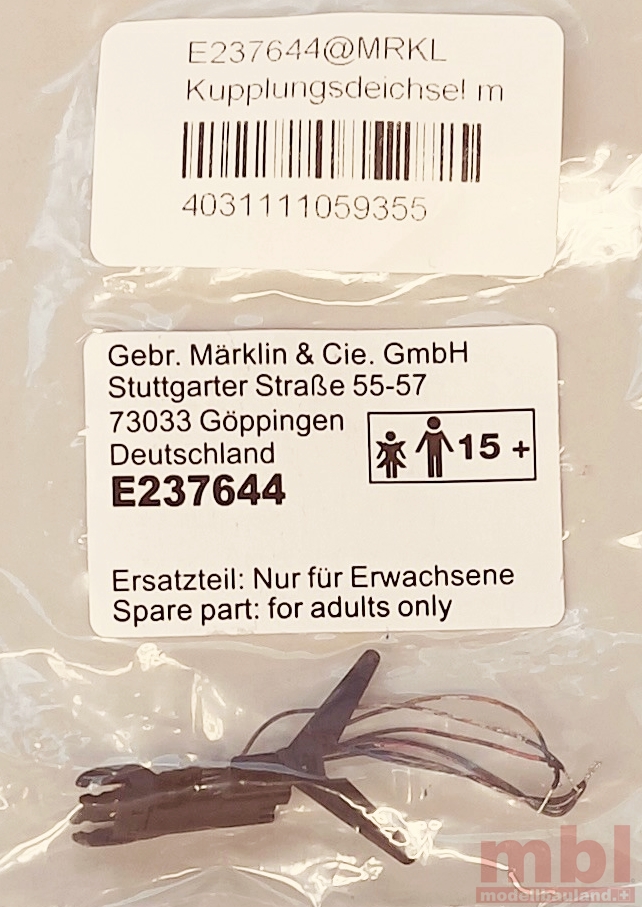 E237644@MRKL
Kupplungsdeichsel m
4031111059355
Gebr. Märklin & Cie. GmbH
Stuttgarter Straße 55-57
73033 Göppingen
Deutschland
15 +
E237644
Ersatzteil: Nur für Erwachsene
Spare part: for adults only
mbl
modellbayland.+